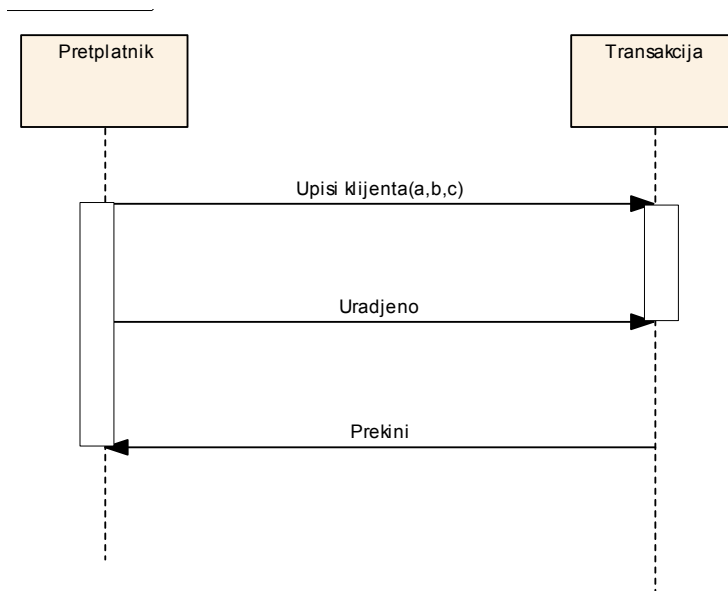 Pretplatnik
Transakcija
Upisi klijenta(a,b,c)
Uradjeno
Prekini